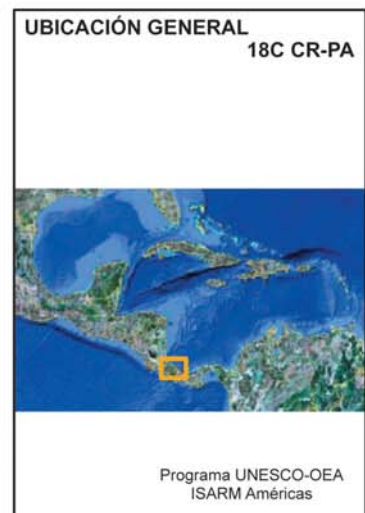 UBICACIÓN GENERAL
18C CR-PA
Programa UNESCO-OEA
ISARM Américas